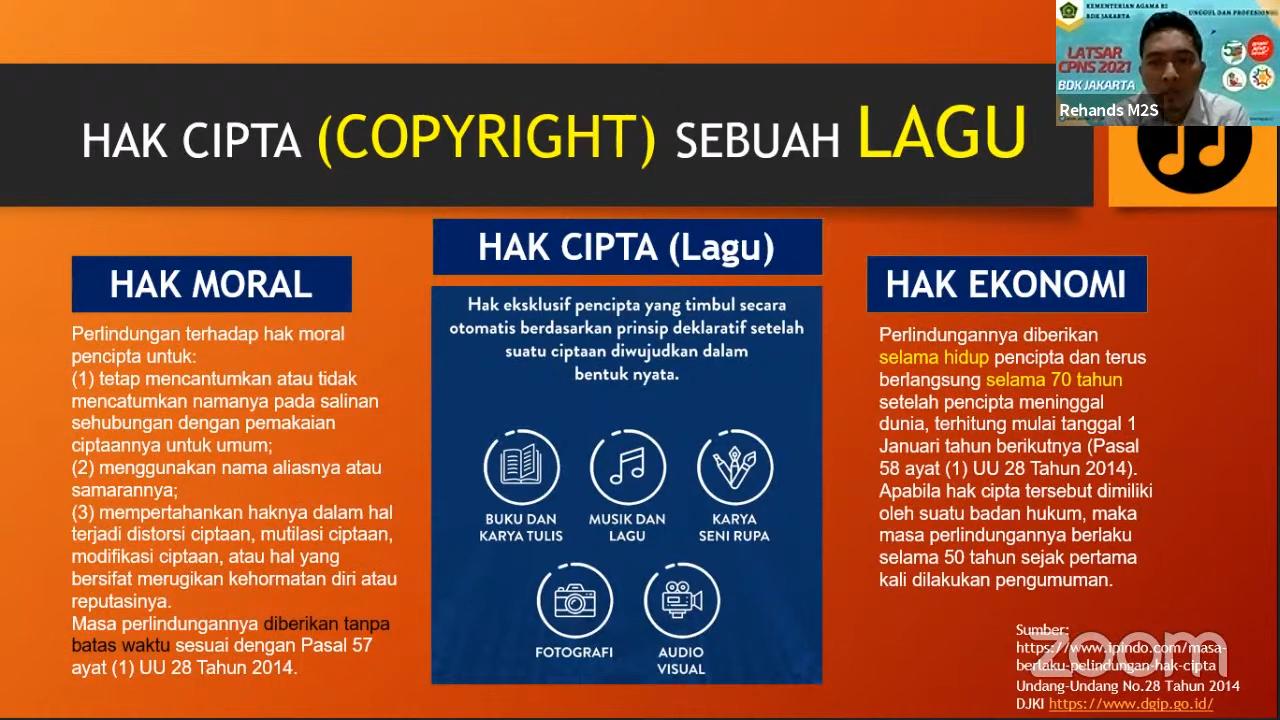 KEMENTERIAN AGAMA RI
BDK JAKARTA
UNGGUL DAN PROFESIONAL
LATSAR
CPNS 2021
BDK JAKARTA
Rehands M2S
HAK CIPTA (COPYRIGHT) SEBUAH LAGU
HAK MORAL
Perlindungan terhadap hak moral
pencipta untuk:
(1) tetap mencantumkan atau tidak
mencatumkan namanya pada salinan
sehubungan dengan pemakaian
ciptaannya untuk umum;
(2) menggunakan nama aliasnya atau
samarannya;
(3) mempertahankan haknya dalam hal
terjadi distorsi ciptaan, mutilasi ciptaan,
modifikasi ciptaan, atau hal yang
bersifat merugikan kehormatan diri atau
reputasinya.
Masa perlindungannya diberikan tanpa
batas waktu sesuai dengan Pasal 57
ayat (1) UU 28 Tahun 2014.
HAK CIPTA (Lagu)
Hak eksklusif pencipta yang timbul secara
otomatis berdasarkan prinsip deklaratif setelah
suatu ciptaan diwujudkan dalam
bentuk nyata.
BUKU DAN
KARYA TULIS
MUSIK DAN
LAGU
KARYA
SENI RUPA
FOTOGRAFI
AUDIO
VISUAL
HAK EKONOMI
Perlindungannya diberikan
selama hidup pencipta dan terus
berlangsung selama 70 tahun
setelah pencipta meninggal
dunia, terhitung mulai tanggal 1
Januari tahun berikutnya (Pasal
58 ayat (1) UU 28 Tahun 2014).
Apabila hak cipta tersebut dimiliki
oleh suatu badan hukum, maka
masa perlindungannya berlaku
selama 50 tahun sejak pertama
kali dilakukan pengumuman.
Sumber:
https://www.ipindo.com/masa-
berlaku-pelindungan-hak-cipta
Undang-Undang No.28 Tahun 2014
DJKI https://www.dgip.go.id/
zoom